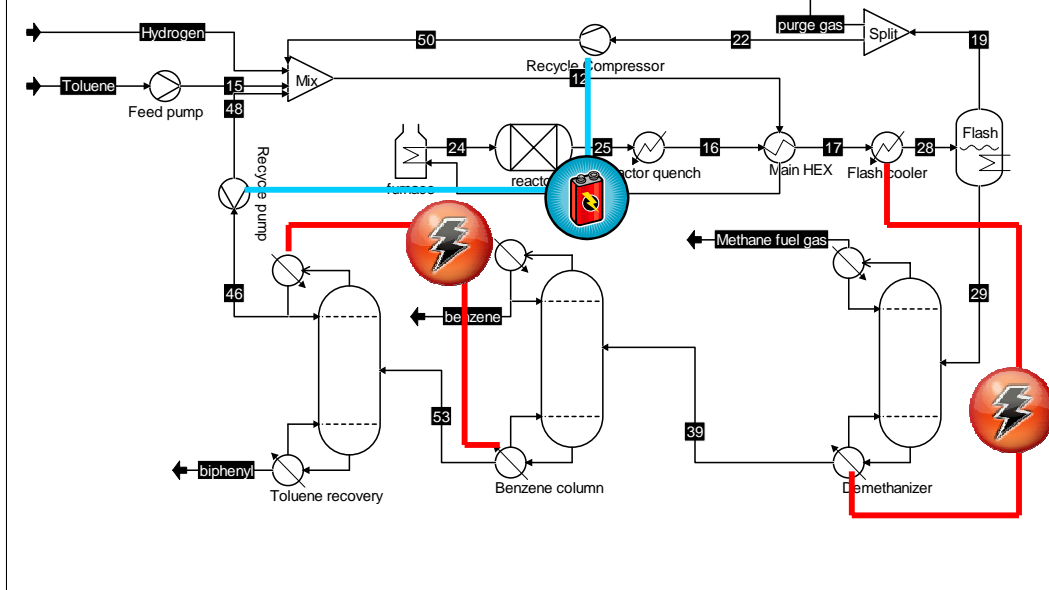 purge gas
Hydrogen
50
22
Split
19
Recycle Compressor
12
Mix
Toluene
15
Feed pump
48
Recycle pump
24
25
16
17
28
Flash
furnace
reactor
reactor quench
Main HEX
Flash cooler
Methane fuel gas
46
benzene
29
53
39
biphenyl
Toluene recovery
Benzene column
Demethanizer